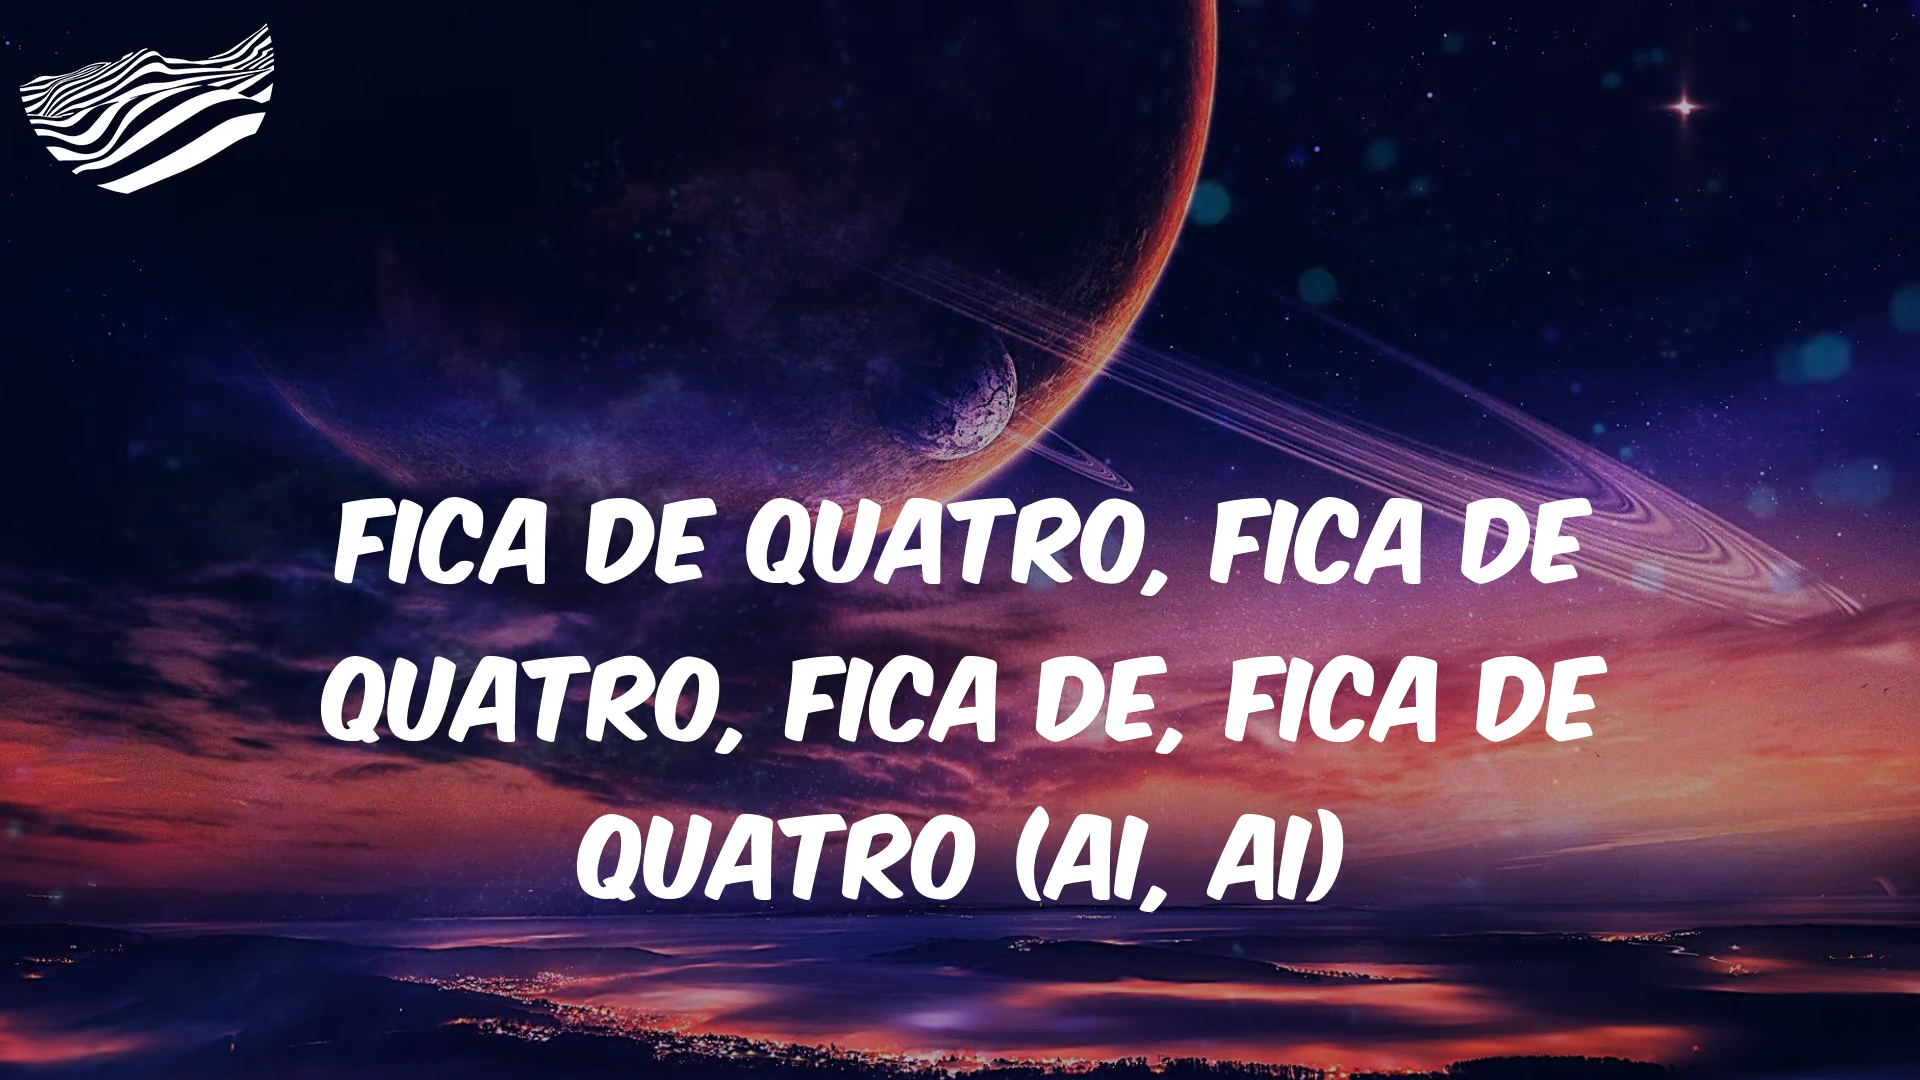 FICA DE QUATRO, FICA DE
QUATRO, FICA DE, FICA DE
QUATRO (AI, AI)